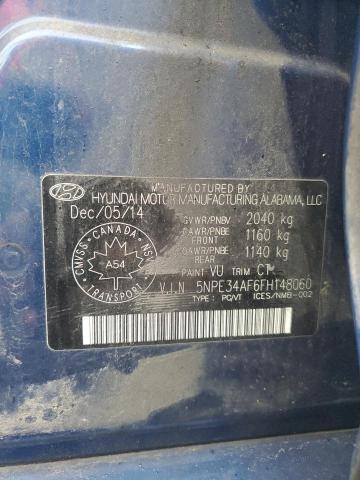 MANUFACTURED BY
HYUNDAI MOTOR MANUFACTURING ALABAMA, LLC
Dec/05/14
GVWR/PNBV 2040 kg
GAWR/PNBE 1160 kg
FRONT
GAWR/PNBE 1140 kg
REAR
PAINT VU TRIM CT
V.I.N 5NPE34AF6FH148060
TYPE: PC/VT ICES/NMB-002
CMVSS - CANADA - NSV
A54
TRANSPORT